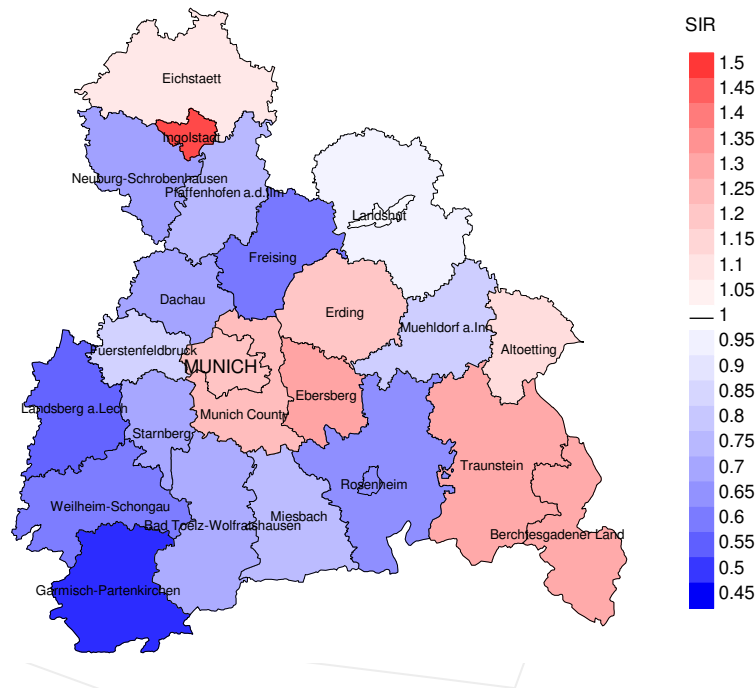 SIR
1.5
1.45
1.4
1.35
1.3
1.25
1.2
1.15
1.1
1.05
1
0.95
0.9
0.85
0.8
0.75
0.7
0.65
0.6
0.55
0.5
0.45
Eichstaett
Ingolstadt
Neuburg-Schrobenhausen
Pfaffenhofen a.d.Ilm
Landshut
Freising
Dachau
Erding
Muehldorf a.Inn
Fuerstenfeldbruck
Altoetting
MUNICH
Ebersberg
Landsberg a.Lech
Munich County
Starnberg
Traunstein
Rosenheim
Weilheim-Schongau
Miesbach
Bad Toelz-Wolfratshausen
Berchtesgadener Land
Garmisch-Partenkirchen